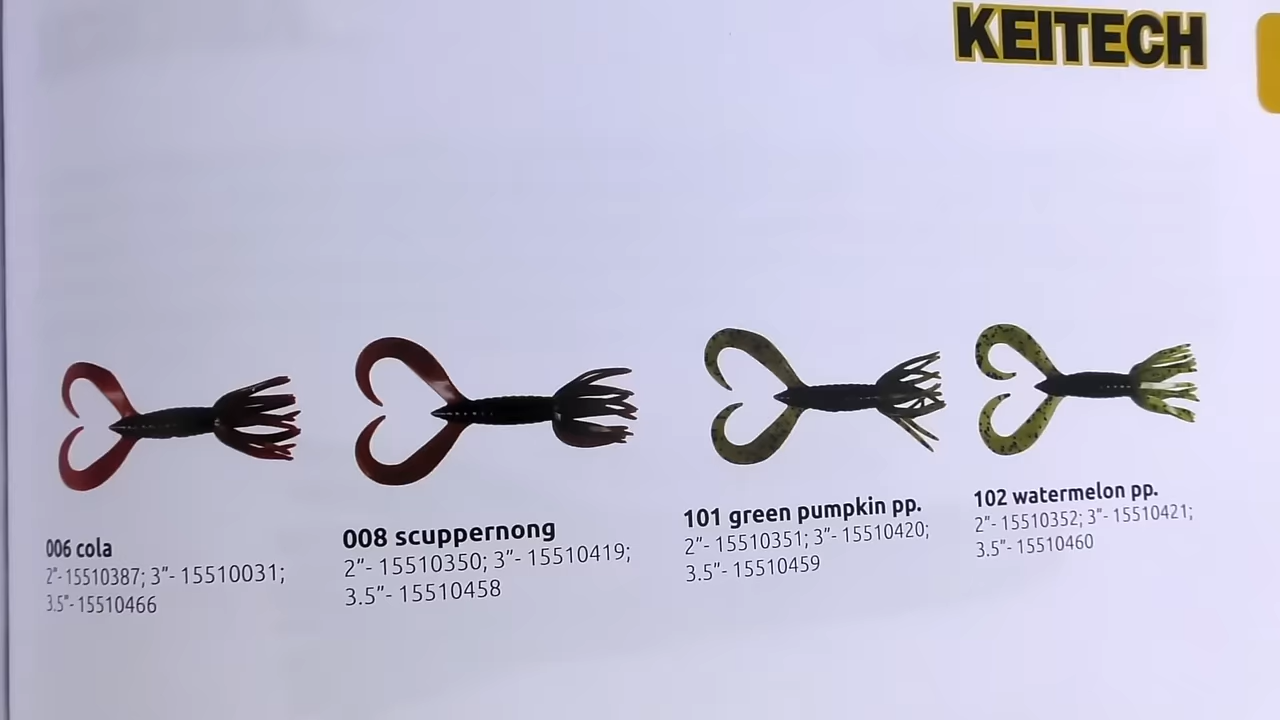 KEITECH
006 cola
2"- 15510387; 3"- 15510031;
3.5"- 15510466
008 scuppernong
2"- 15510350; 3"- 15510419;
3.5"- 15510458
101 green pumpkin pp.
2"- 15510351; 3"- 15510420;
3.5"- 15510459
102 watermelon pp.
2"- 15510352; 3"- 15510421;
3.5"- 15510460